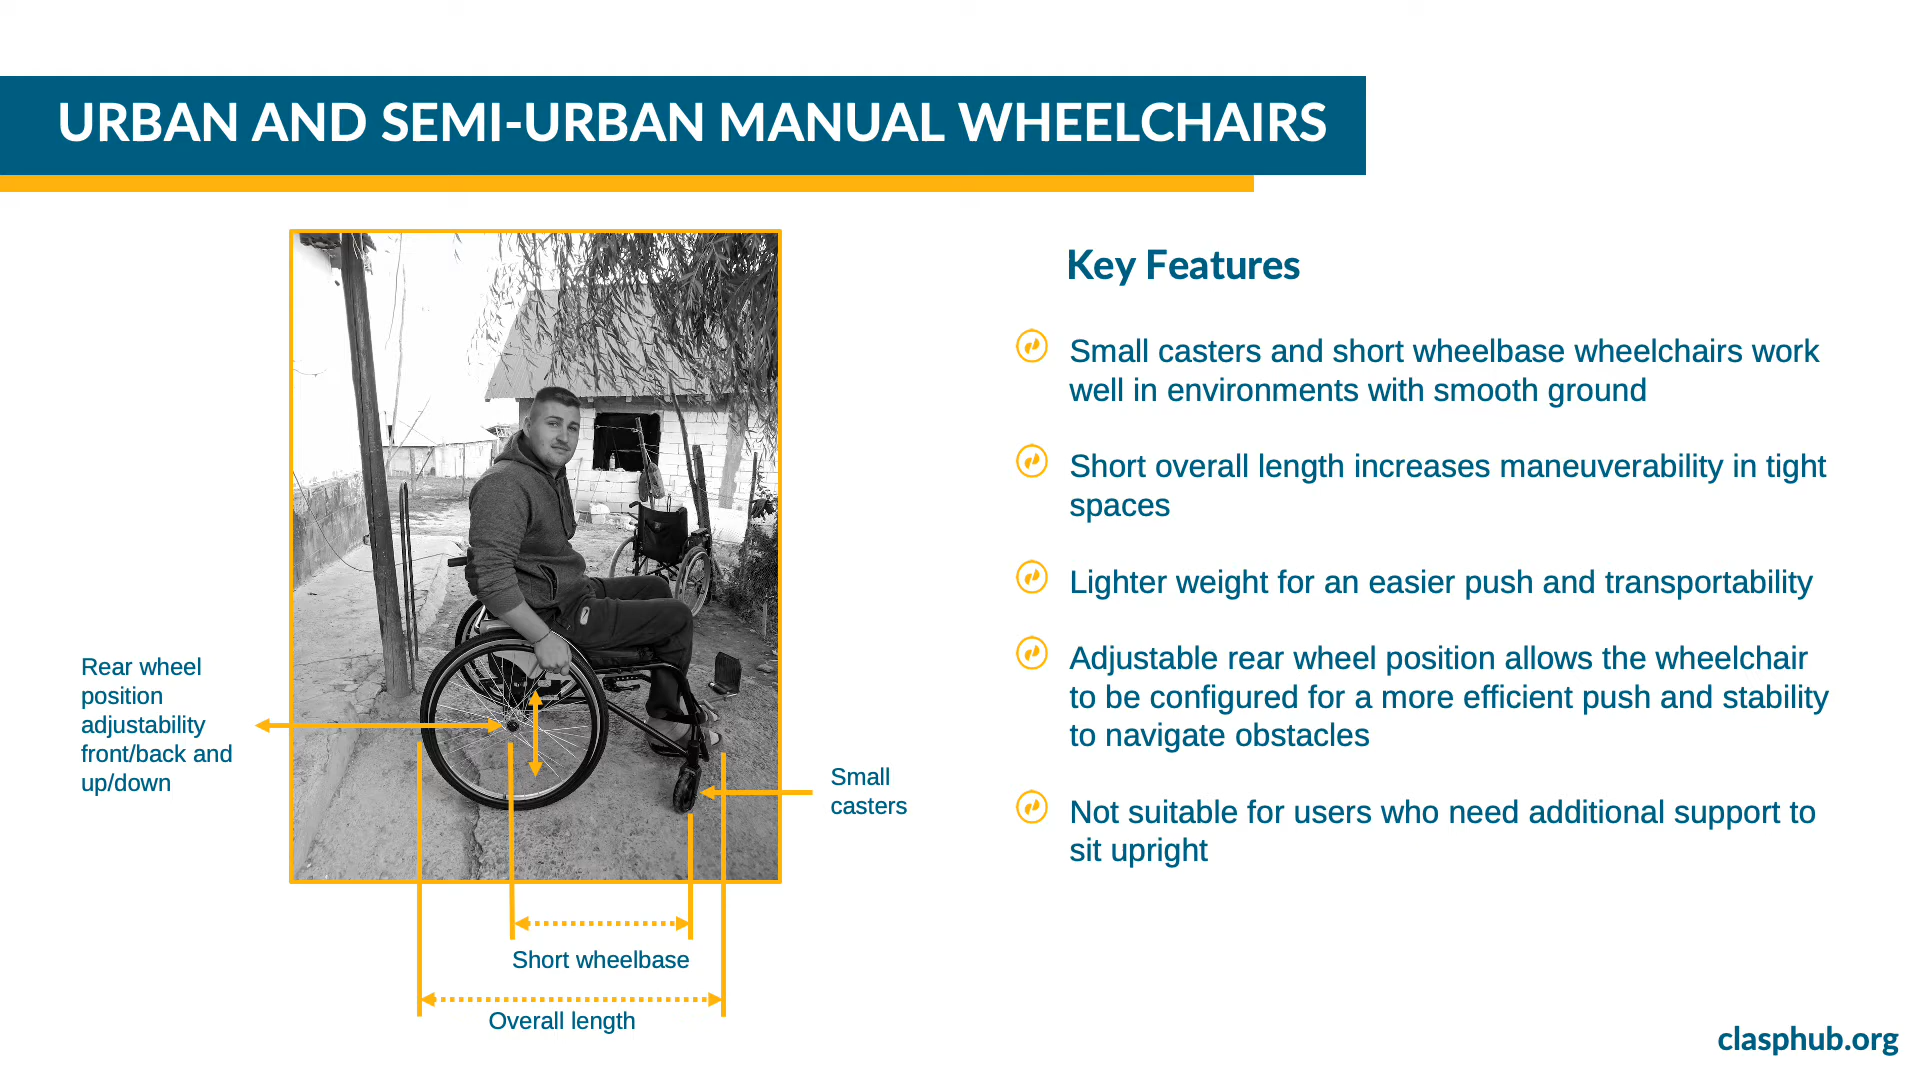 URBAN AND SEMI-URBAN MANUAL WHEELCHAIRS
Key Features
Small casters and short wheelbase wheelchairs work
well in environments with smooth ground
Short overall length increases maneuverability in tight
spaces
Lighter weight for an easier push and transportability
Adjustable rear wheel position allows the wheelchair
to be configured for a more efficient push and stability
to navigate obstacles
Not suitable for users who need additional support to
sit upright
Rear wheel
position
adjustability
front/back and
up/down
Small
casters
Short wheelbase
Overall length
clasphub.org